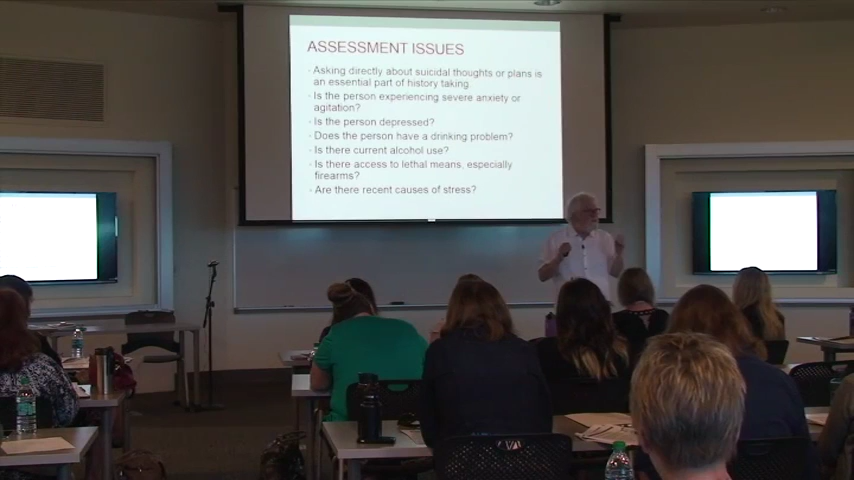 ASSESSMENT ISSUES
· Asking directly about suicidal thoughts or plans is
an essential part of history taking
· Is the person experiencing severe anxiety or
agitation?
· Is the person depressed?
· Does the person have a drinking problem?
· Is there current alcohol use?
· Is there access to lethal means, especially
firearms?
· Are there recent causes of stress?